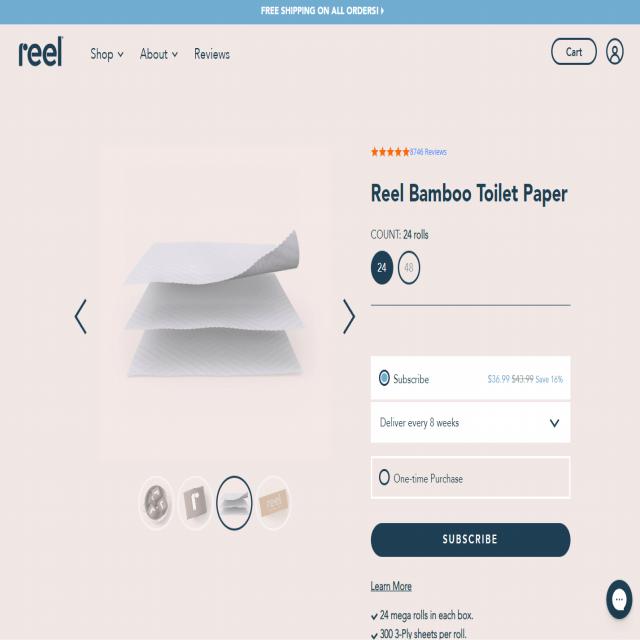 FREE SHIPPING ON ALL ORDERS!
reel
Shop
About
Reviews
Cart
8746 Reviews
Reel Bamboo Toilet Paper
COUNT: 24 rolls
24
48
Subscribe
$36.99 $43.99 Save 16%
Deliver every 8 weeks
One-time Purchase
SUBSCRIBE
Learn More
24 mega rolls in each box.
300 3-Ply sheets per roll.
r
reel